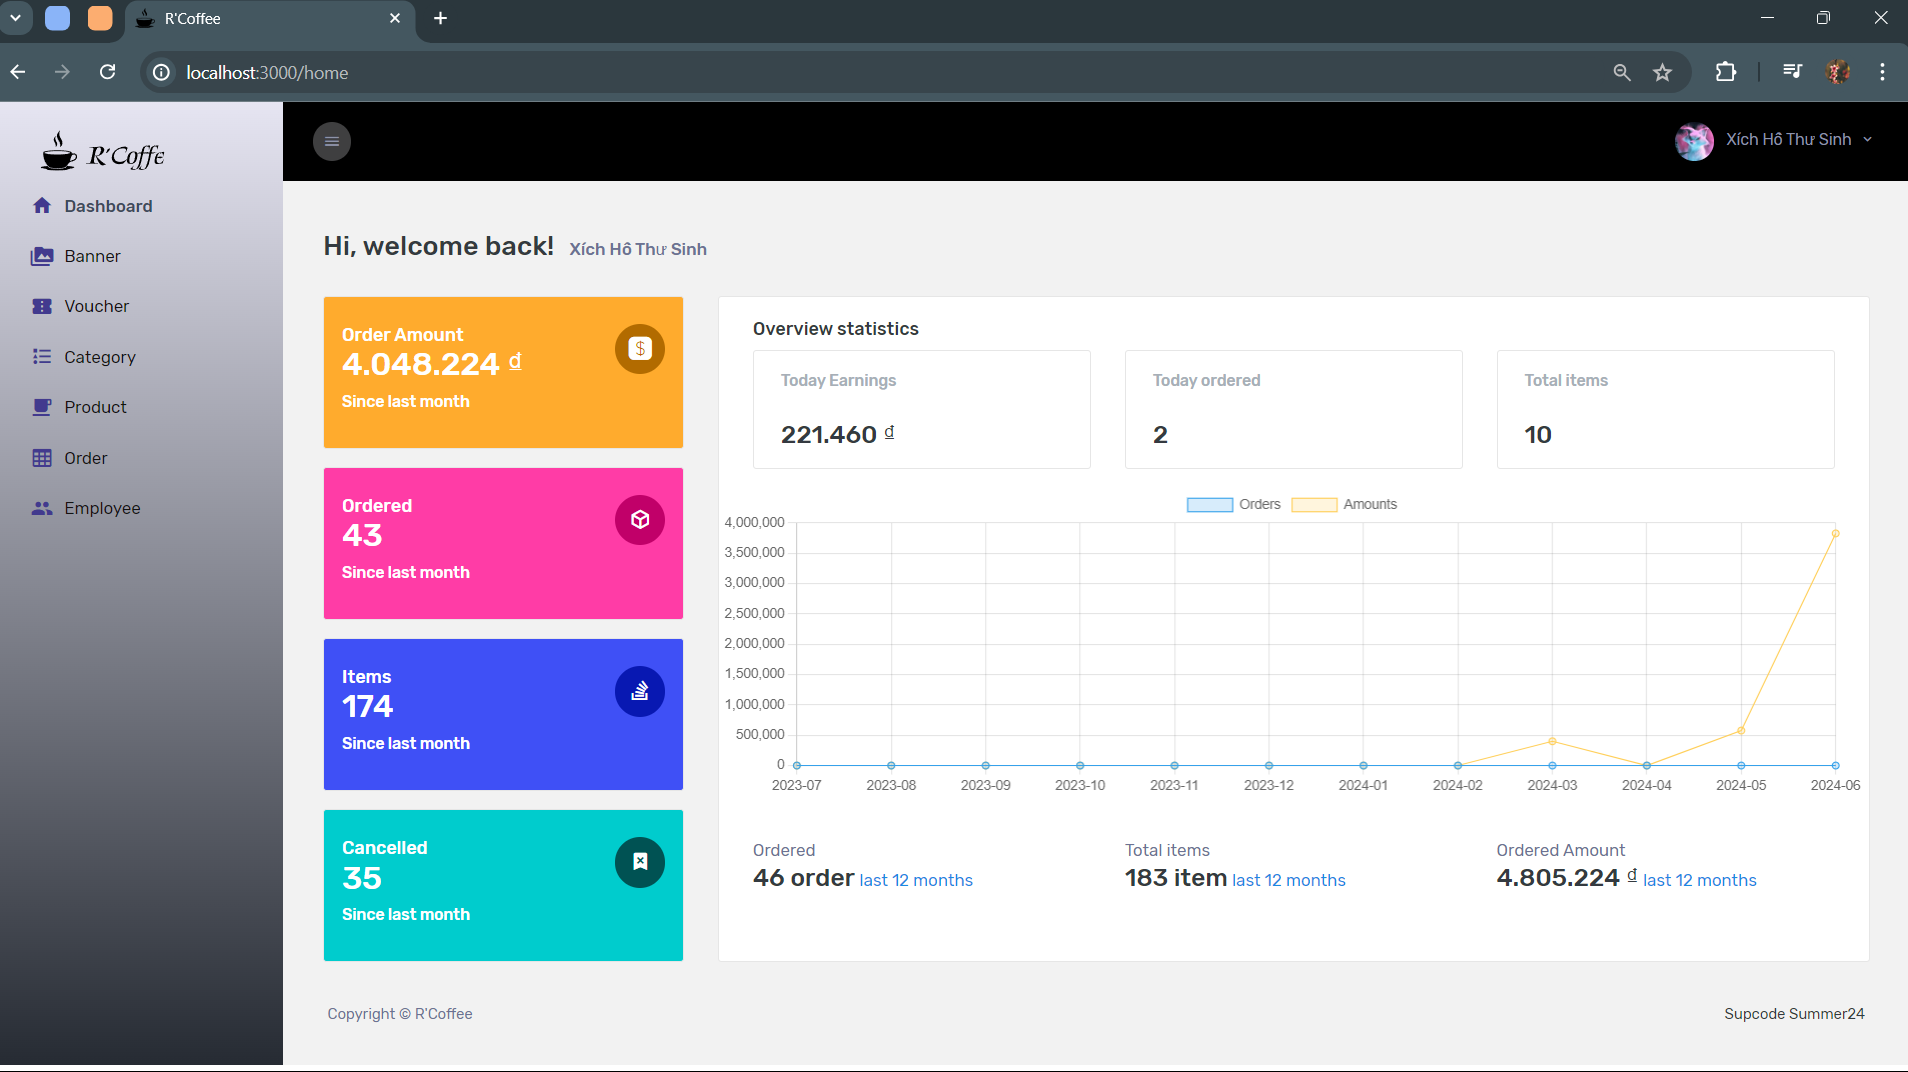 R'Coffee
localhost:3000/home
R'Coffe
Dashboard
Banner
Voucher
Category
Product
Order
Employee
Xích Hồ Thư Sinh
Hi, welcome back! Xích Hồ Thư Sinh
Order Amount
4.048.224 ₫
Since last month
$
Ordered
43
Since last month
Items
174
Since last month
Cancelled
35
Since last month
Overview statistics
Today Earnings
221.460 ₫
Today ordered
2
Total items
10
Orders Amounts
4,000,000
3,500,000
3,000,000
2,500,000
2,000,000
1,500,000
1,000,000
500,000
0
2023-07 2023-08 2023-09 2023-10 2023-11 2023-12 2024-01 2024-02 2024-03 2024-04 2024-05 2024-06
Ordered
46 order last 12 months
Total items
183 item last 12 months
Ordered Amount
4.805.224 ₫ last 12 months
Copyright © R'Coffee
Supcode Summer24